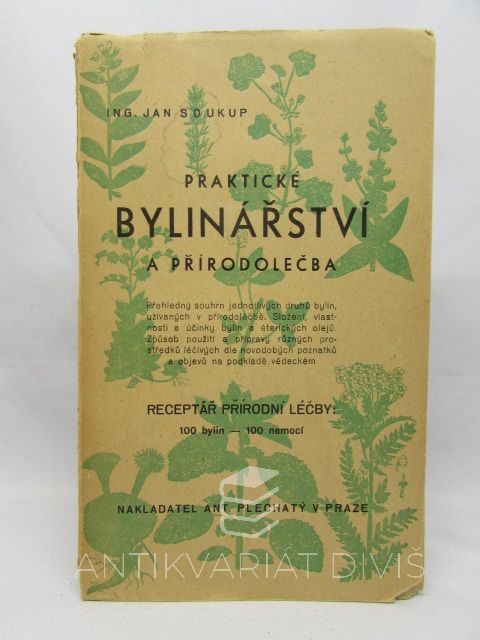 ING. JAN SOUKUP
PRAKTICKÉ
BYLINÁŘSTVÍ
A PŘÍRODOLEČBA
Přehledný souhrn jednotlivých druhů bylin,
užívaných v přírodoléčbě. Složení, vlast-
nosti a účinky bylin a éterických olejů.
Způsob použití a přípravy různých pro-
středků léčivých dle novodobých poznatků
a objevů na podkladě vědeckém
RECEPTÁŘ PŘÍRODNÍ LÉČBY:
100 bylin — 100 nemocí
NAKLADATEL ANT. PLECHATÝ V PRAZE
ANTIKVARIÁT DIVIŠ